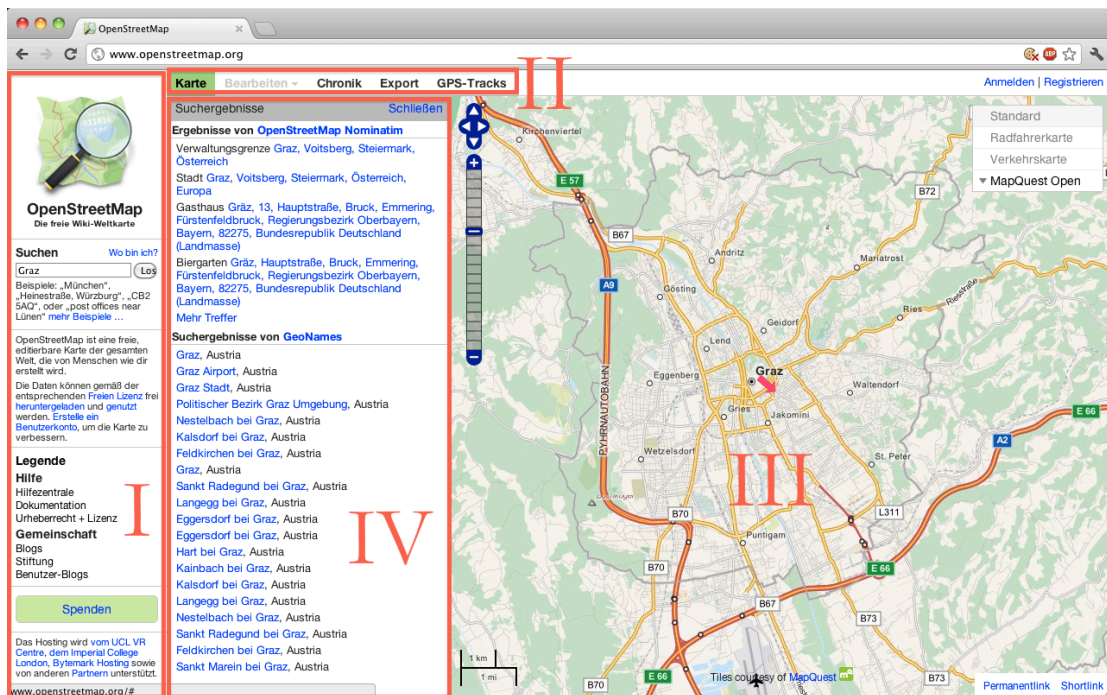 OpenStreetMap
www.openstreetmap.org
ABP
Karte Bearbeiten Chronik Export GPS-Tracks
II
Anmelden | Registrieren
OpenStreetMap
Die freie Wiki-Weltkarte
Suchen Wo bin ich?
Graz Los
Beispiele: „München“,
„Heinestraße, Würzburg“, „CB2
5AQ“, oder „post offices near
Lünen“ mehr Beispiele …
OpenStreetMap ist eine freie,
editierbare Karte der gesamten
Welt, die von Menschen wie dir
erstellt wird.
Die Daten können gemäß der
entsprechenden Freien Lizenz frei
heruntergeladen und genutzt
werden. Erstelle ein
Benutzerkonto, um die Karte zu
verbessern.
Legende
Hilfe
Hilfezentrale
Dokumentation
Urheberrecht + Lizenz
Gemeinschaft
Blogs
Stiftung
Benutzer-Blogs
I
Spenden
Das Hosting wird vom UCL VR
Centre, dem Imperial College
London, Bytemark Hosting sowie
von anderen Partnern unterstützt.
www.openstreetmap.org/#
Suchergebnisse Schließen
Ergebnisse von OpenStreetMap Nominatim
Verwaltungsgrenze Graz, Voitsberg, Steiermark,
Österreich
Stadt Graz, Voitsberg, Steiermark, Österreich,
Europa
Gasthaus Gräz, 13, Hauptstraße, Bruck, Emmering,
Fürstenfeldbruck, Regierungsbezirk Oberbayern,
Bayern, 82275, Bundesrepublik Deutschland
(Landmasse)
Biergarten Gräz, Hauptstraße, Bruck, Emmering,
Fürstenfeldbruck, Regierungsbezirk Oberbayern,
Bayern, 82275, Bundesrepublik Deutschland
(Landmasse)
Mehr Treffer
Suchergebnisse von GeoNames
Graz, Austria
Graz Airport, Austria
Graz Stadt, Austria
Politischer Bezirk Graz Umgebung, Austria
Nestelbach bei Graz, Austria
Kalsdorf bei Graz, Austria
Feldkirchen bei Graz, Austria
Graz, Austria
Sankt Radegund bei Graz, Austria
Langegg bei Graz, Austria
Eggersdorf bei Graz, Austria
Eggersdorf bei Graz, Austria
Hart bei Graz, Austria
Kainbach bei Graz, Austria
Kalsdorf bei Graz, Austria
Langegg bei Graz, Austria
Nestelbach bei Graz, Austria
Sankt Radegund bei Graz, Austria
Feldkirchen bei Graz, Austria
Sankt Marein bei Graz, Austria
IV
Standard
Radfahrerkarte
Verkehrskarte
MapQuest Open
Kirchenviertel
E 57
B72
B67
Andritz
Mariatrost
A9
Gösting
Riesstraße
Ries
Geidorf
Lend
Graz
Eggenberg
Waltendorf
PYHRNAUTOBAHN
Gries
Jakomini
E 66
A2
Wetzelsdorf
St. Peter
III
B70
L311
Puntigam
B70
E 66
B67
B73
1 km
1 mi
B70
E 66
Tiles courtesy of MapQuest
B73
Permanentlink Shortlink